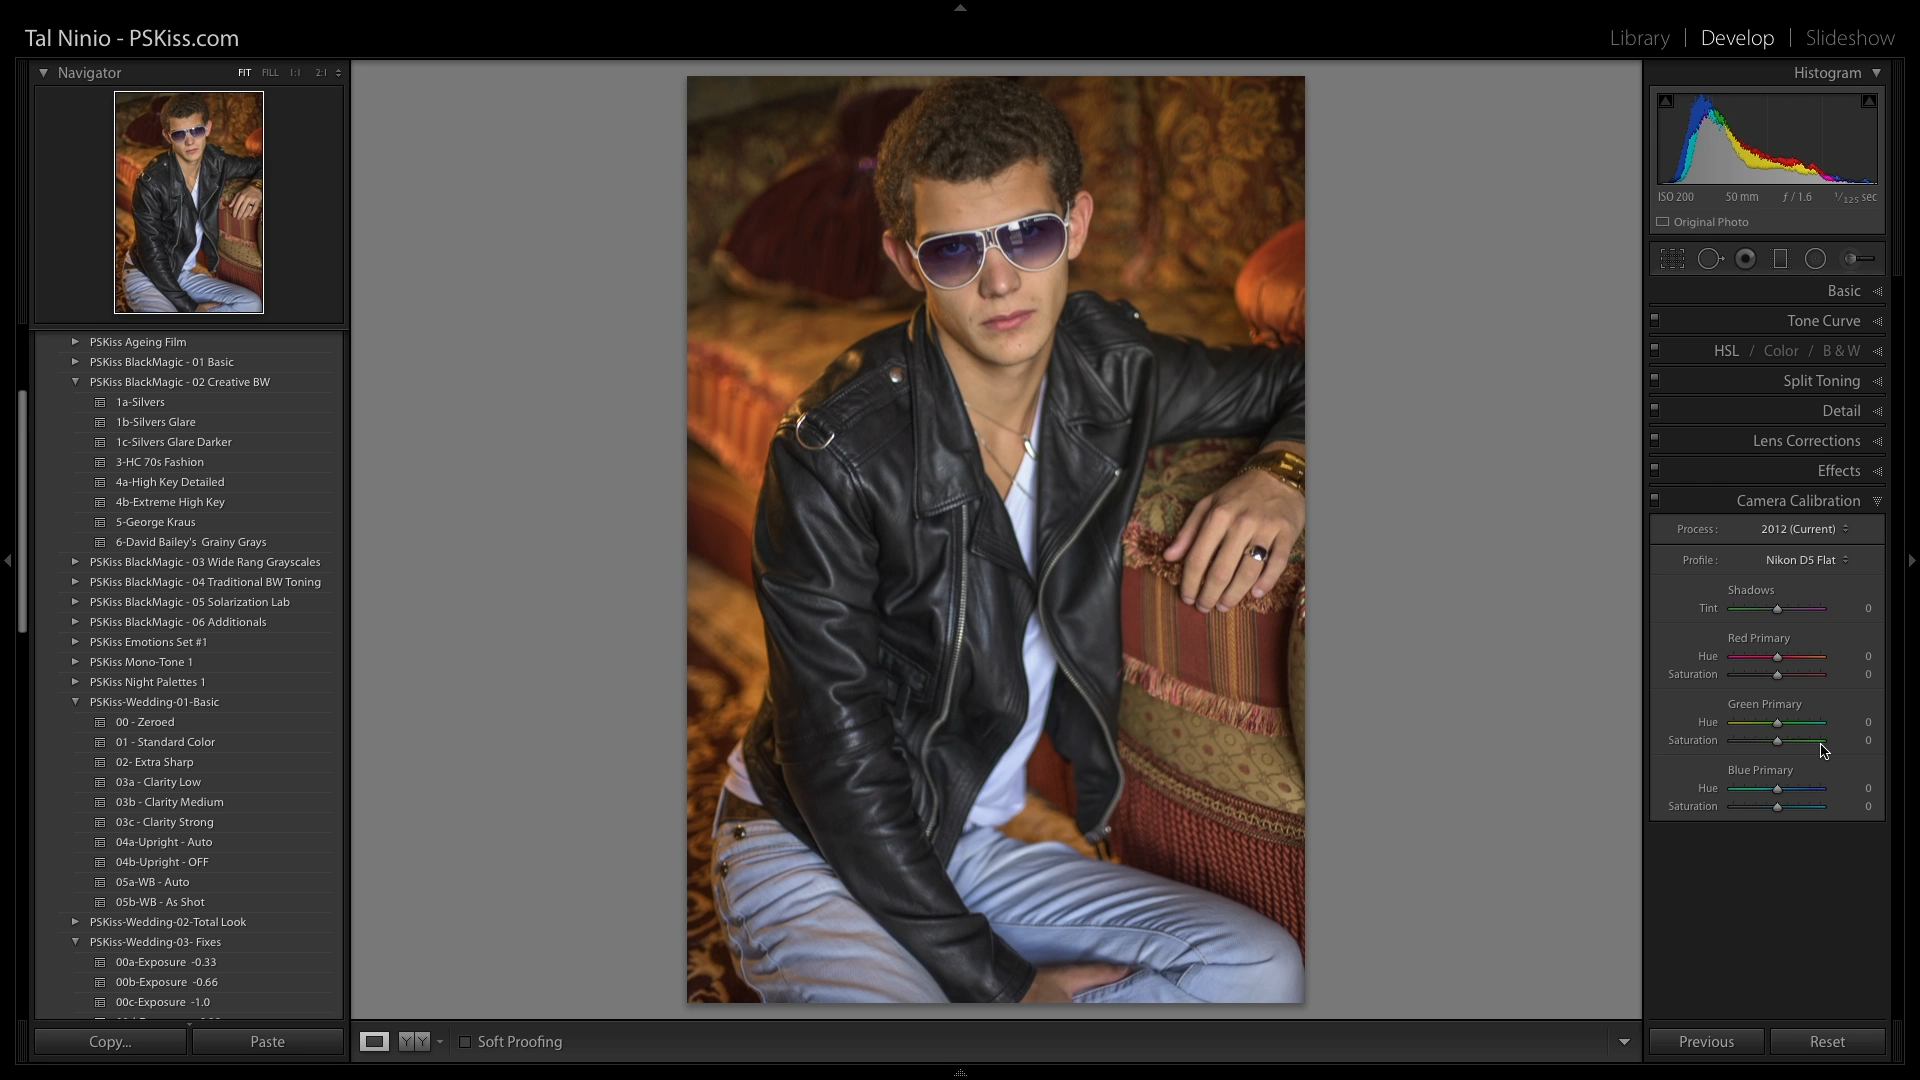 Tal Ninio - PSKiss.com
Library | Develop | Slideshow
Navigator
FIT FILL 1:1 2:1
PSKiss Ageing Film
PSKiss BlackMagic - 01 Basic
PSKiss BlackMagic - 02 Creative BW
1a-Silvers
1b-Silvers Glare
1c-Silvers Glare Darker
3-HC 70s Fashion
4a-High Key Detailed
4b-Extreme High Key
5-George Kraus
6-David Bailey's Grainy Grays
PSKiss BlackMagic - 03 Wide Rang Grayscales
PSKiss BlackMagic - 04 Traditional BW Toning
PSKiss BlackMagic - 05 Solarization Lab
PSKiss BlackMagic - 06 Additionals
PSKiss Emotions Set #1
PSKiss Mono-Tone 1
PSKiss Night Palettes 1
PSKiss-Wedding-01-Basic
00 - Zeroed
01 - Standard Color
02- Extra Sharp
03a - Clarity Low
03b - Clarity Medium
03c - Clarity Strong
04a-Upright - Auto
04b-Upright - OFF
05a-WB - Auto
05b-WB - As Shot
PSKiss-Wedding-02-Total Look
PSKiss-Wedding-03- Fixes
00a-Exposure -0.33
00b-Exposure -0.66
00c-Exposure -1.0
Copy...
Paste
Soft Proofing
Histogram
ISO 200 50 mm ƒ / 1.6 1/125 sec
Original Photo
Basic
Tone Curve
HSL / Color / B & W
Split Toning
Detail
Lens Corrections
Effects
Camera Calibration
Process : 2012 (Current)
Profile : Nikon D5 Flat
Shadows
Tint 0
Red Primary
Hue 0
Saturation 0
Green Primary
Hue 0
Saturation 0
Blue Primary
Hue 0
Saturation 0
Previous
Reset